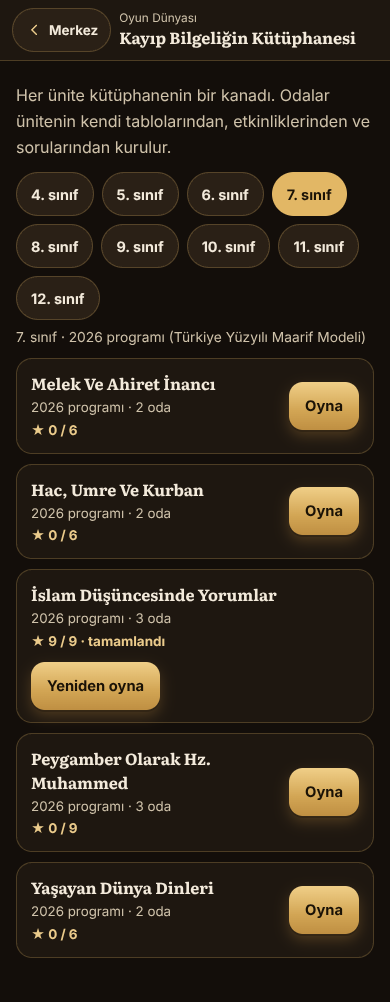 Merkez
Oyun Dünyası
Kayıp Bilgeliğin Kütüphanesi
Her ünite kütüphanenin bir kanadı. Odalar
ünitenin kendi tablolarından, etkinliklerinden ve
sorularından kurulur.
4. sınıf
5. sınıf
6. sınıf
7. sınıf
8. sınıf
9. sınıf
10. sınıf
11. sınıf
12. sınıf
7. sınıf · 2026 programı (Türkiye Yüzyılı Maarif Modeli)
Melek Ve Ahiret İnancı
2026 programı · 2 oda
★ 0 / 6
Oyna
Hac, Umre Ve Kurban
2026 programı · 2 oda
★ 0 / 6
Oyna
İslam Düşüncesinde Yorumlar
2026 programı · 3 oda
★ 9 / 9 · tamamlandı
Yeniden oyna
Peygamber Olarak Hz.
Muhammed
2026 programı · 3 oda
★ 0 / 9
Oyna
Yaşayan Dünya Dinleri
2026 programı · 2 oda
★ 0 / 6
Oyna